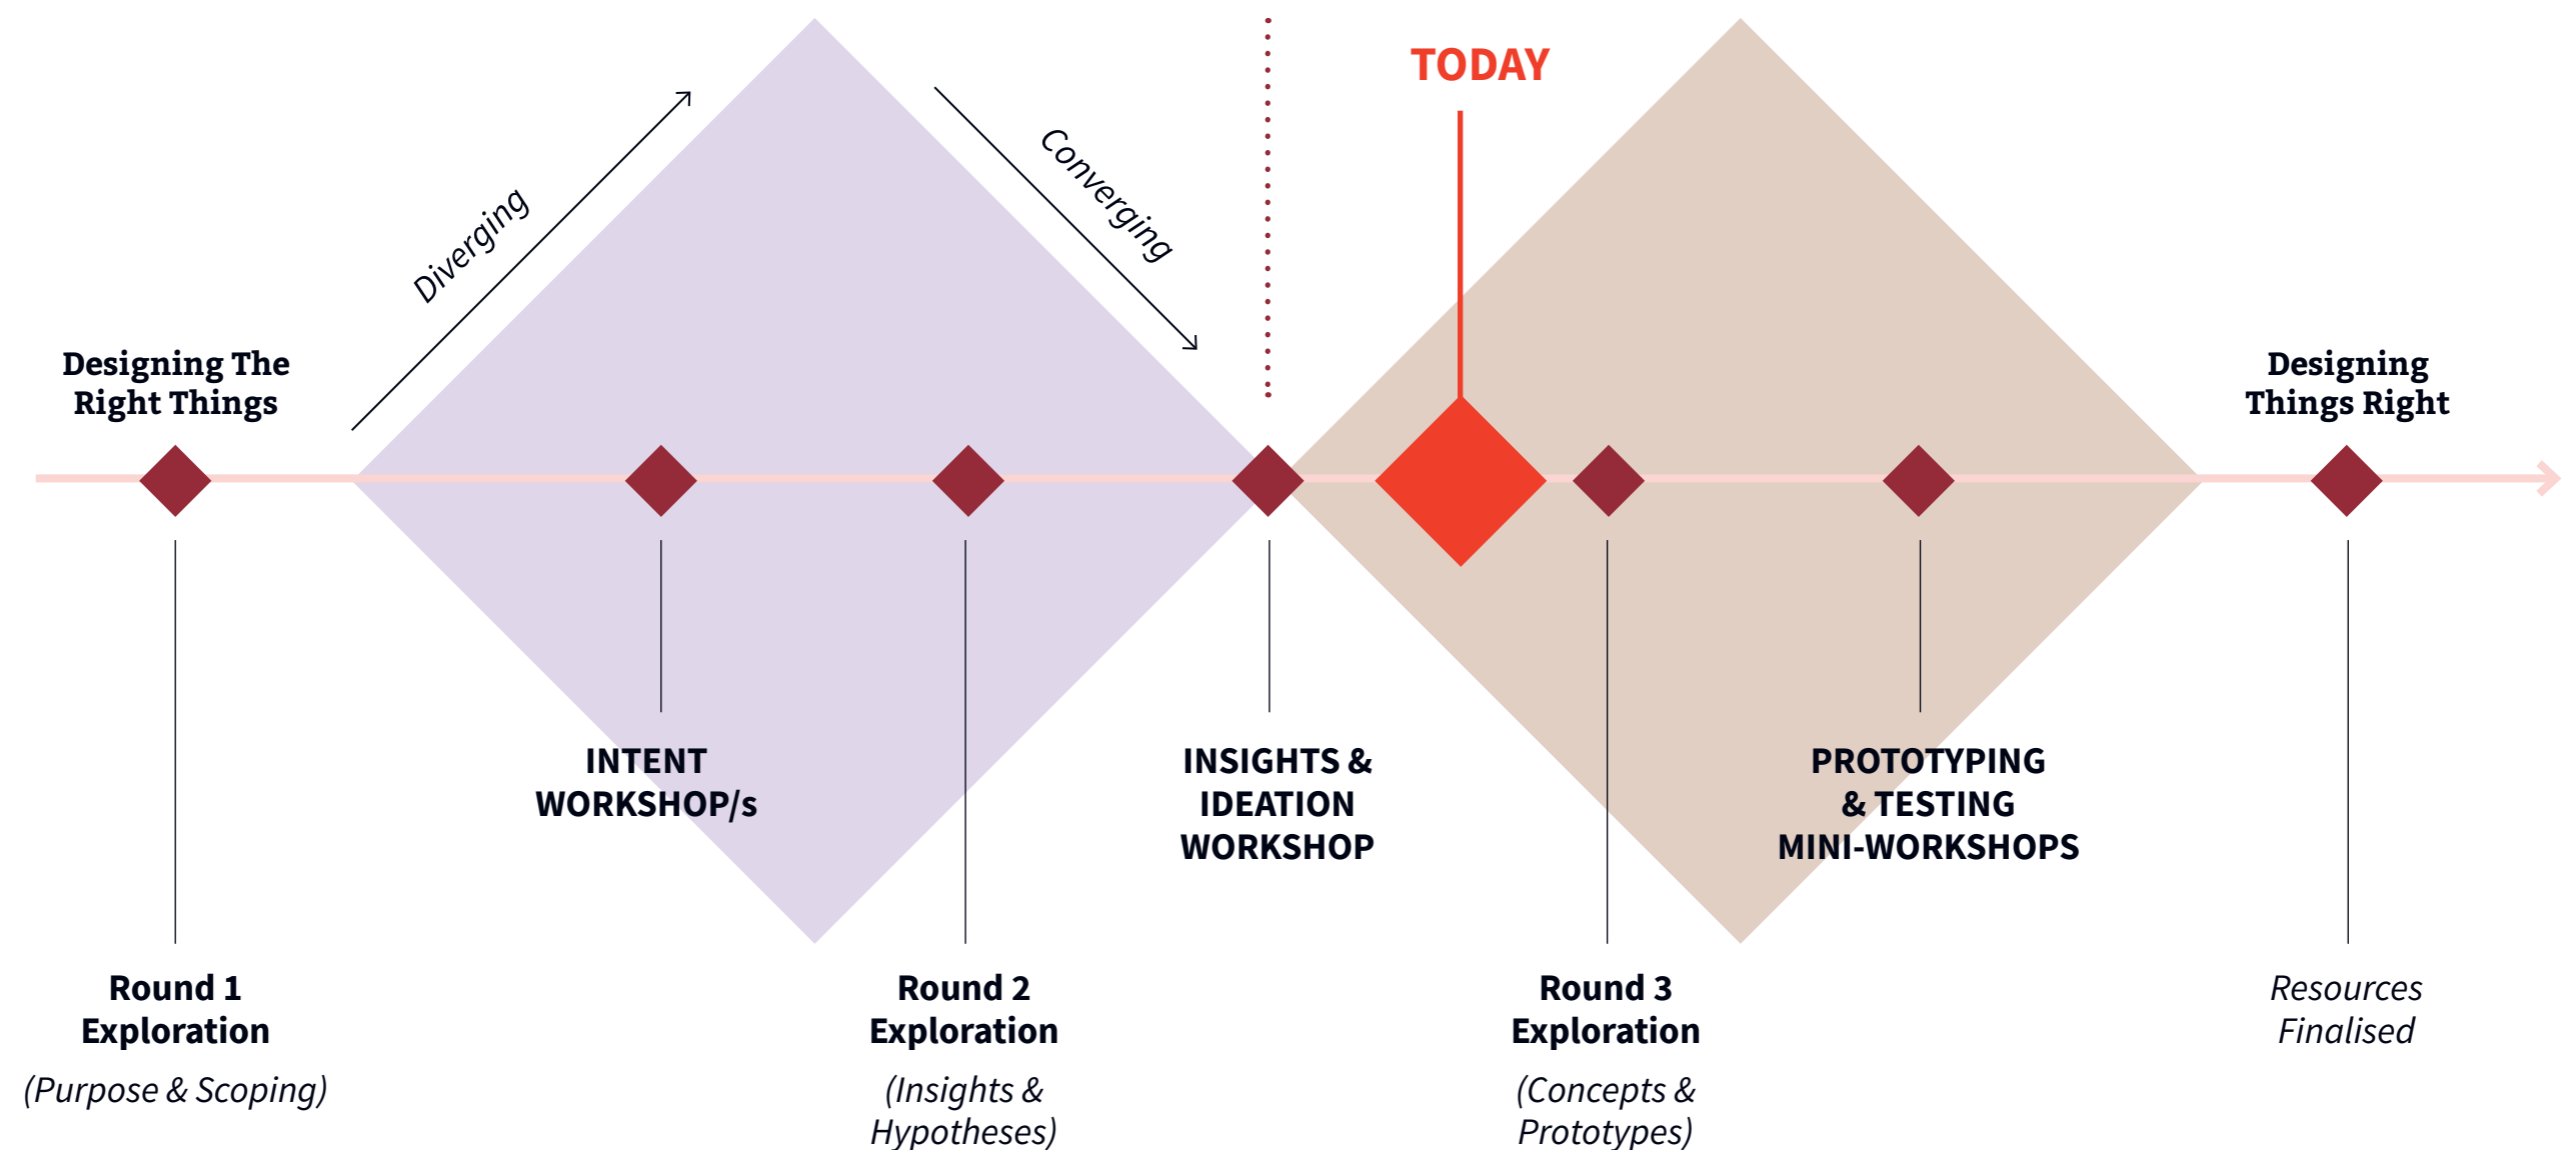 TODAY
Diverging
Converging
Designing The
Right Things
Designing
Things Right
INTENT
WORKSHOP/s
INSIGHTS &
IDEATION
WORKSHOP
PROTOTYPING
& TESTING
MINI-WORKSHOPS
Round 1
Exploration
(Purpose & Scoping)
Round 2
Exploration
(Insights &
Hypotheses)
Round 3
Exploration
(Concepts &
Prototypes)
Resources
Finalised